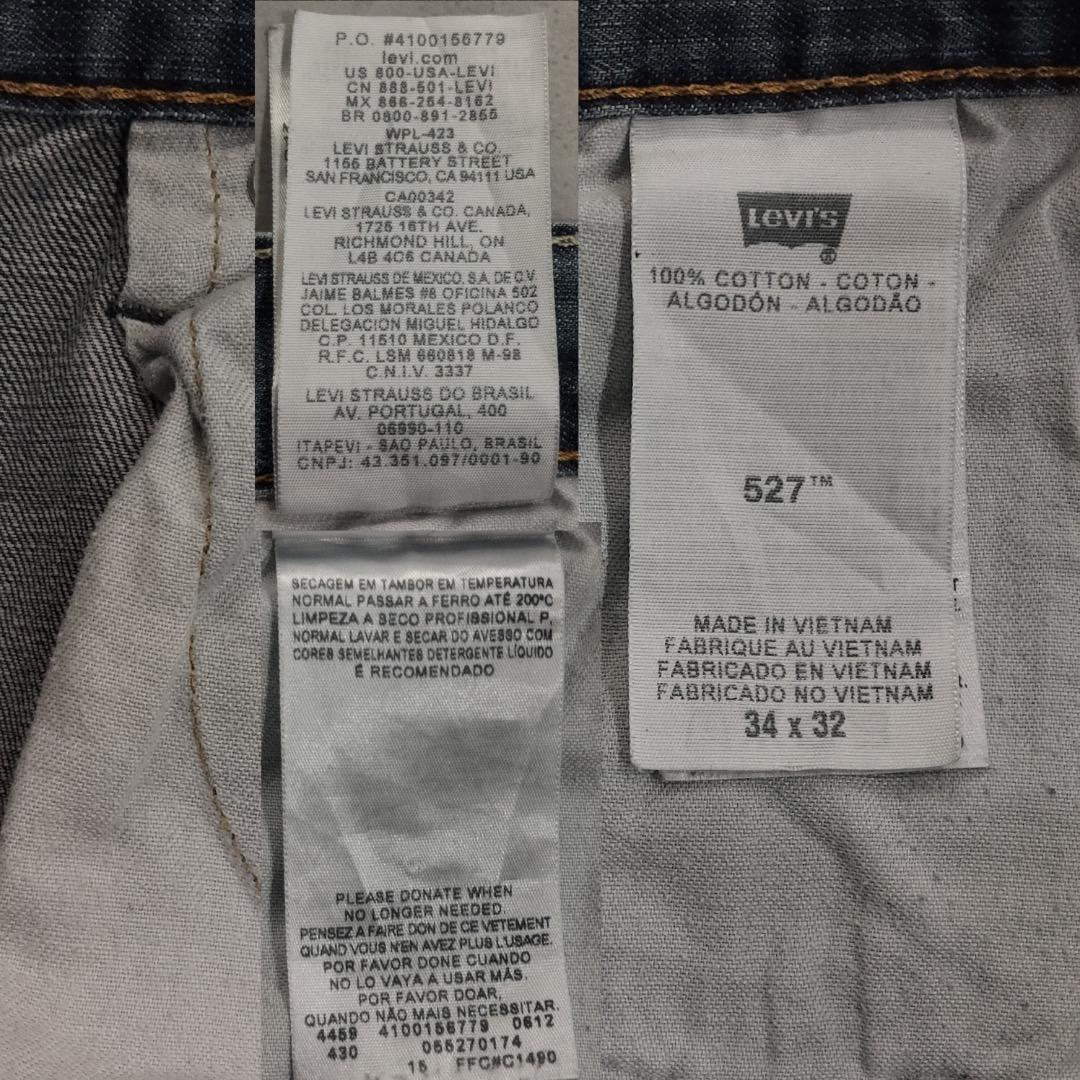 P.O. #4100156779
levi.com
US 800-USA-LEVI
CN 888-501-LEVI
MX 866-254-8162
BR 0800-891-2855
WPL-423
LEVI STRAUSS & CO.
1155 BATTERY STREET
SAN FRANCISCO, CA 94111 USA
CA00342
LEVI STRAUSS & CO. CANADA,
1725 16TH AVE.
RICHMOND HILL, ON
L4B 4C6 CANADA
LEVI STRAUSS DE MEXICO, S.A. DE C.V.
JAIME BALMES #8 OFICINA 502
COL. LOS MORALES POLANCO
DELEGACION MIGUEL HIDALGO
C.P. 11510 MEXICO D.F.
R.F.C. LSM 660818 M-98
C.N.I.V. 3337
LEVI STRAUSS DO BRASIL
AV. PORTUGAL, 400
06690-110
ITAPEVI - SAO PAULO, BRASIL
CNPJ: 43.351.097/0001-90
SECAGEM EM TAMBOR EM TEMPERATURA
NORMAL PASSAR A FERRO ATÉ 200°C
LIMPEZA A SECO PROFISSIONAL P,
NORMAL LAVAR E SECAR DO AVESSO COM
CORES SEMELHANTES DETERGENTE LÍQUIDO
É RECOMENDADO
PLEASE DONATE WHEN
NO LONGER NEEDED
PENSEZ A FAIRE DON DE CE VETEMENT
QUAND VOUS N'EN AVEZ PLUS L'USAGE.
POR FAVOR DONE CUANDO
NO LO VAYA A USAR MÁS.
POR FAVOR DOAR,
QUANDO NÃO MAIS NECESSITAR.
4459 4100156779 0612
430 055270174
15 FFC#C1490
LEVI'S
®
100% COTTON - COTON -
ALGODÓN - ALGODÃO
527™
MADE IN VIETNAM
FABRIQUE AU VIETNAM
FABRICADO EN VIETNAM
FABRICADO NO VIETNAM
34 x 32